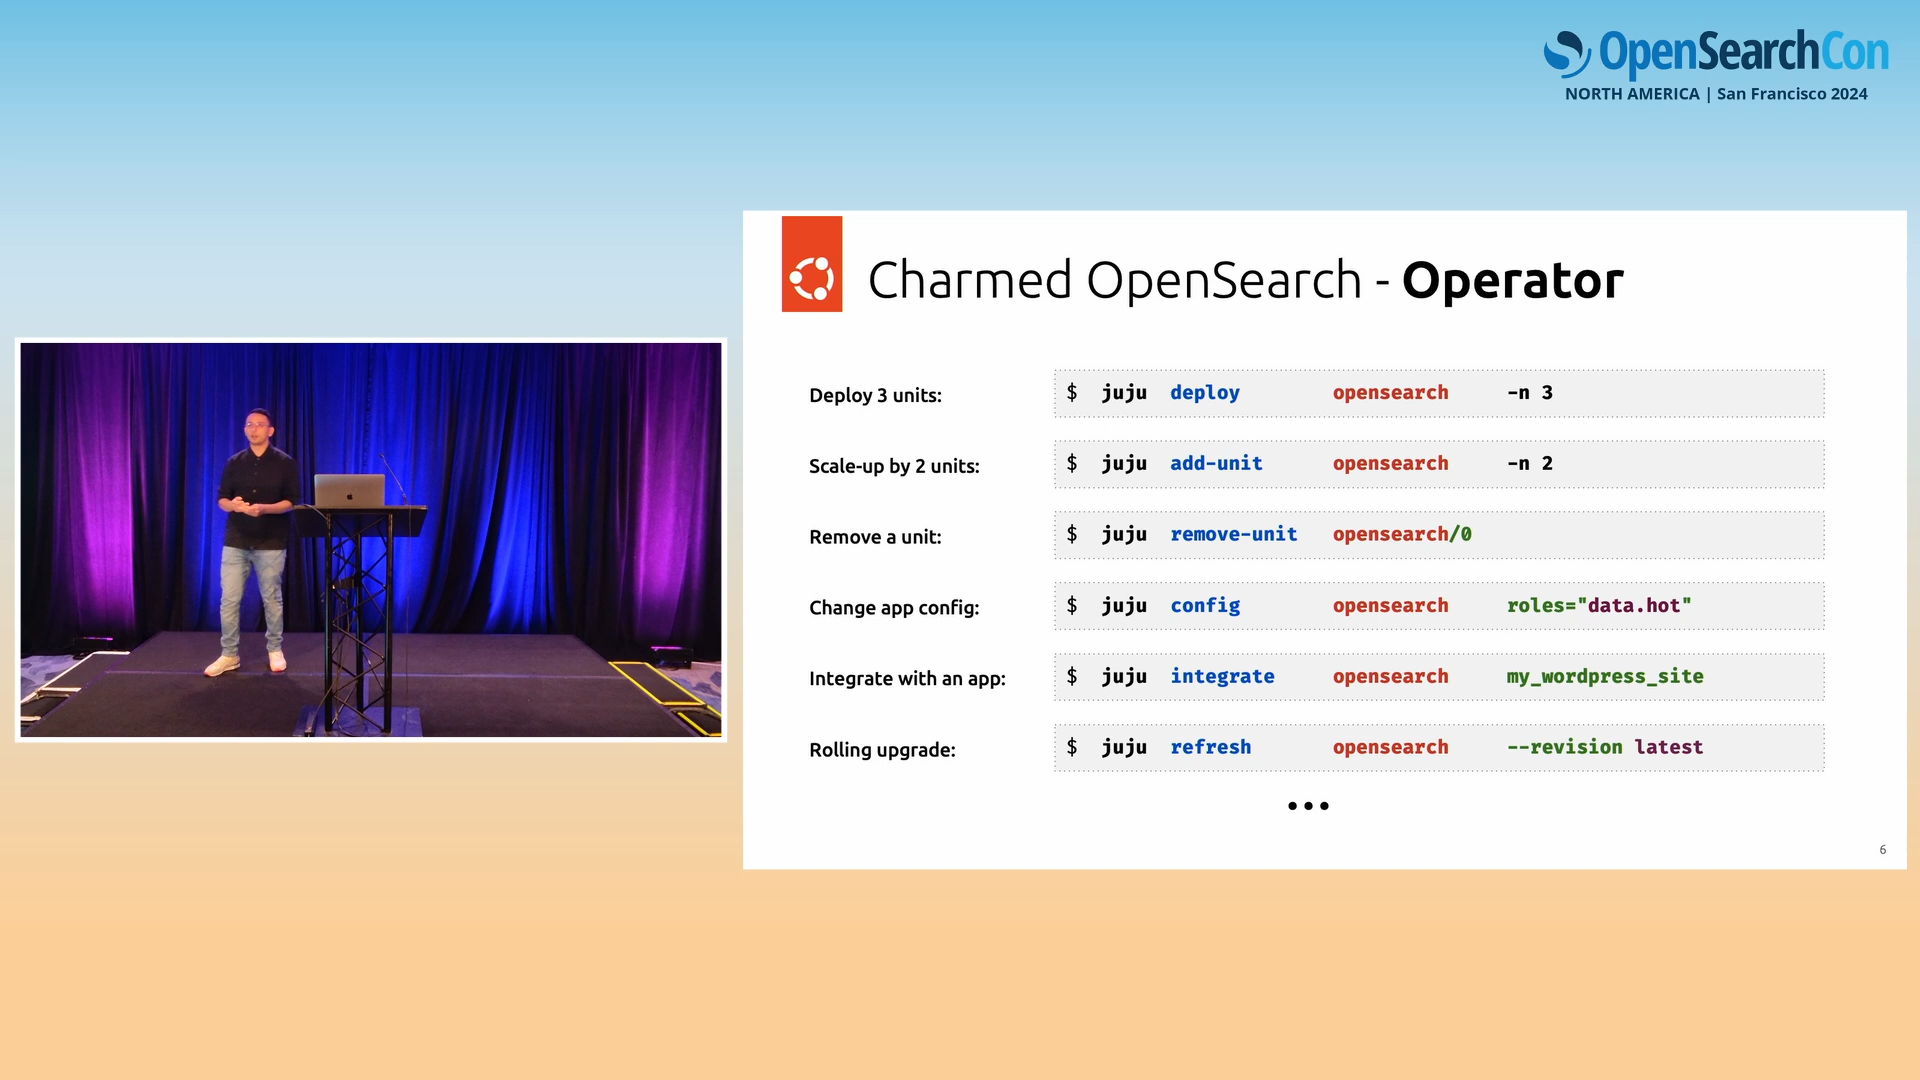 OpenSearchCon
NORTH AMERICA | San Francisco 2024
Charmed OpenSearch - Operator
Deploy 3 units: $ juju deploy opensearch -n 3
Scale-up by 2 units: $ juju add-unit opensearch -n 2
Remove a unit: $ juju remove-unit opensearch/0
Change app config: $ juju config opensearch roles="data.hot"
Integrate with an app: $ juju integrate opensearch my_wordpress_site
Rolling upgrade: $ juju refresh opensearch --revision latest
...
6